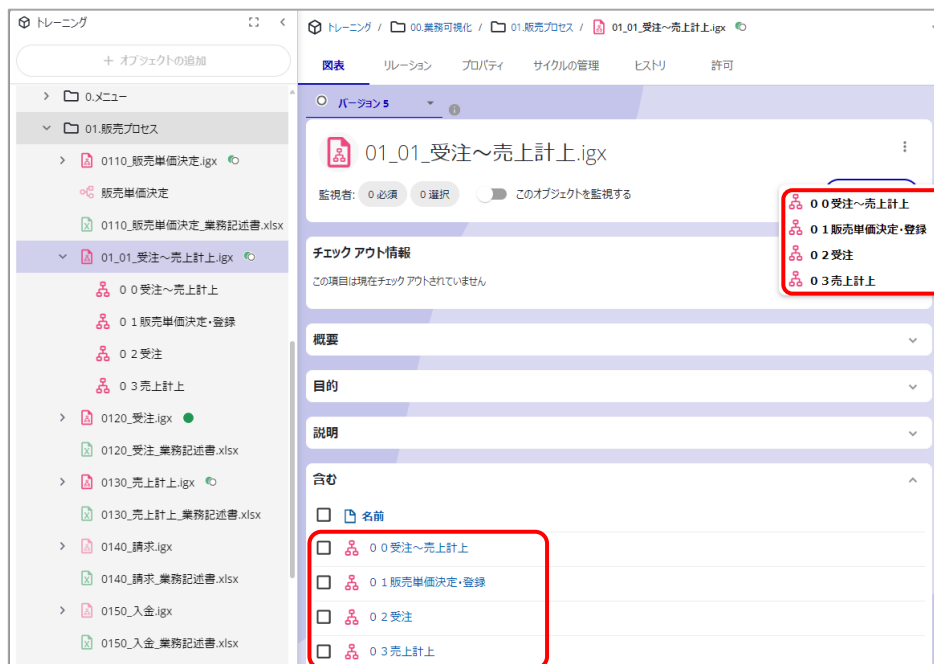 トレーニング
+ オブジェクトの追加
0.メニュー
01.販売プロセス
0110_販売単価決定.igx
販売単価決定
0110_販売単価決定_業務記述書.xlsx
01_01_受注～売上計上.igx
００受注～売上計上
０１販売単価決定・登録
０２受注
０３売上計上
0120_受注.igx
0120_受注_業務記述書.xlsx
0130_売上計上.igx
0130_売上計上_業務記述書.xlsx
0140_請求.igx
0140_請求_業務記述書.xlsx
0150_入金.igx
0150_入金_業務記述書.xlsx
トレーニング / 00.業務可視化 / 01.販売プロセス / 01_01_受注～売上計上.igx
図表 リレーション プロパティ サイクルの管理 ヒストリ 許可
バージョン 5
01_01_受注～売上計上.igx
監視者: 0 必須 0 選択 このオブジェクトを監視する
００受注～売上計上
０１販売単価決定・登録
０２受注
０３売上計上
チェック アウト情報
この項目は現在チェック アウトされていません
概要
目的
説明
含む
名前
００受注～売上計上
０１販売単価決定・登録
０２受注
０３売上計上